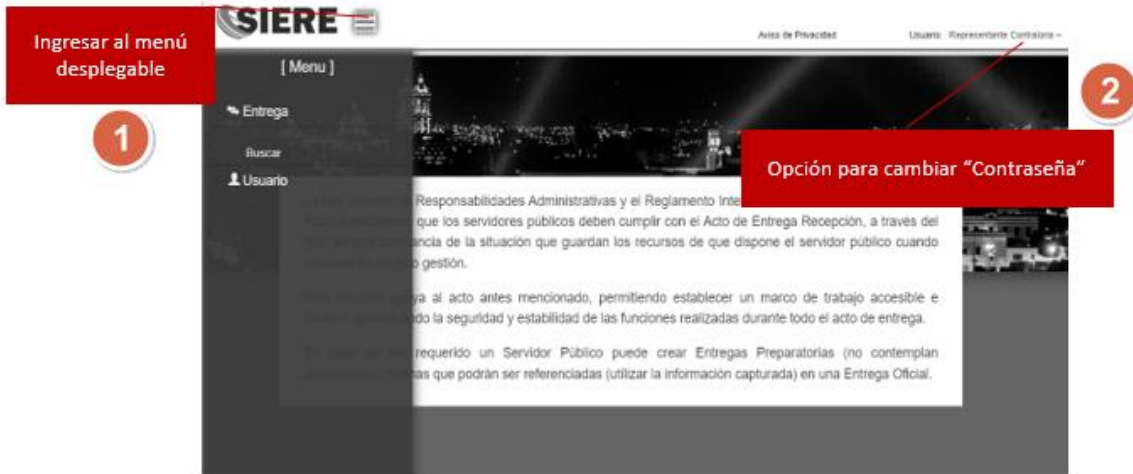 SIERE
Ingresar al menú
desplegable
1
Aviso de Privacidad
Usuario: Representante Contraloría
2
Opción para cambiar “Contraseña”
[ Menu ]
Entrega
Buscar
Usuario
Responsabilidades Administrativas y el Reglamento
que los servidores públicos deben cumplir con el Acto de Entrega Recepción, a través del
de la situación que guardan los recursos de que dispone el servidor público cuando
gestión.
al acto antes mencionado, permitiendo establecer un marco de trabajo accesible e
la seguridad y estabilidad de las funciones realizadas durante todo el acto de entrega.
requerido un Servidor Público puede crear Entregas Preparatorias (no contemplan
que podrán ser referenciadas (utilizar la información capturada) en una Entrega Oficial.